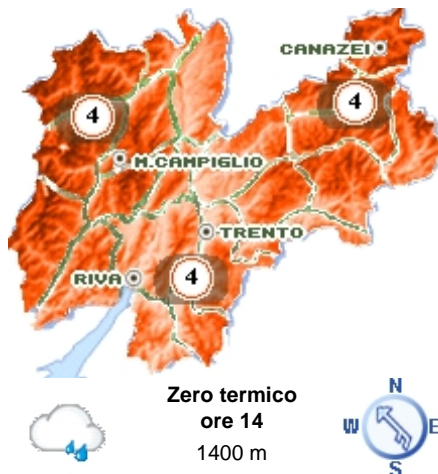 CANAZEI
4
4
M.CAMPIGLIO
TRENTO
RIVA
4
Zero termico
ore 14
1400 m
N
W E
S